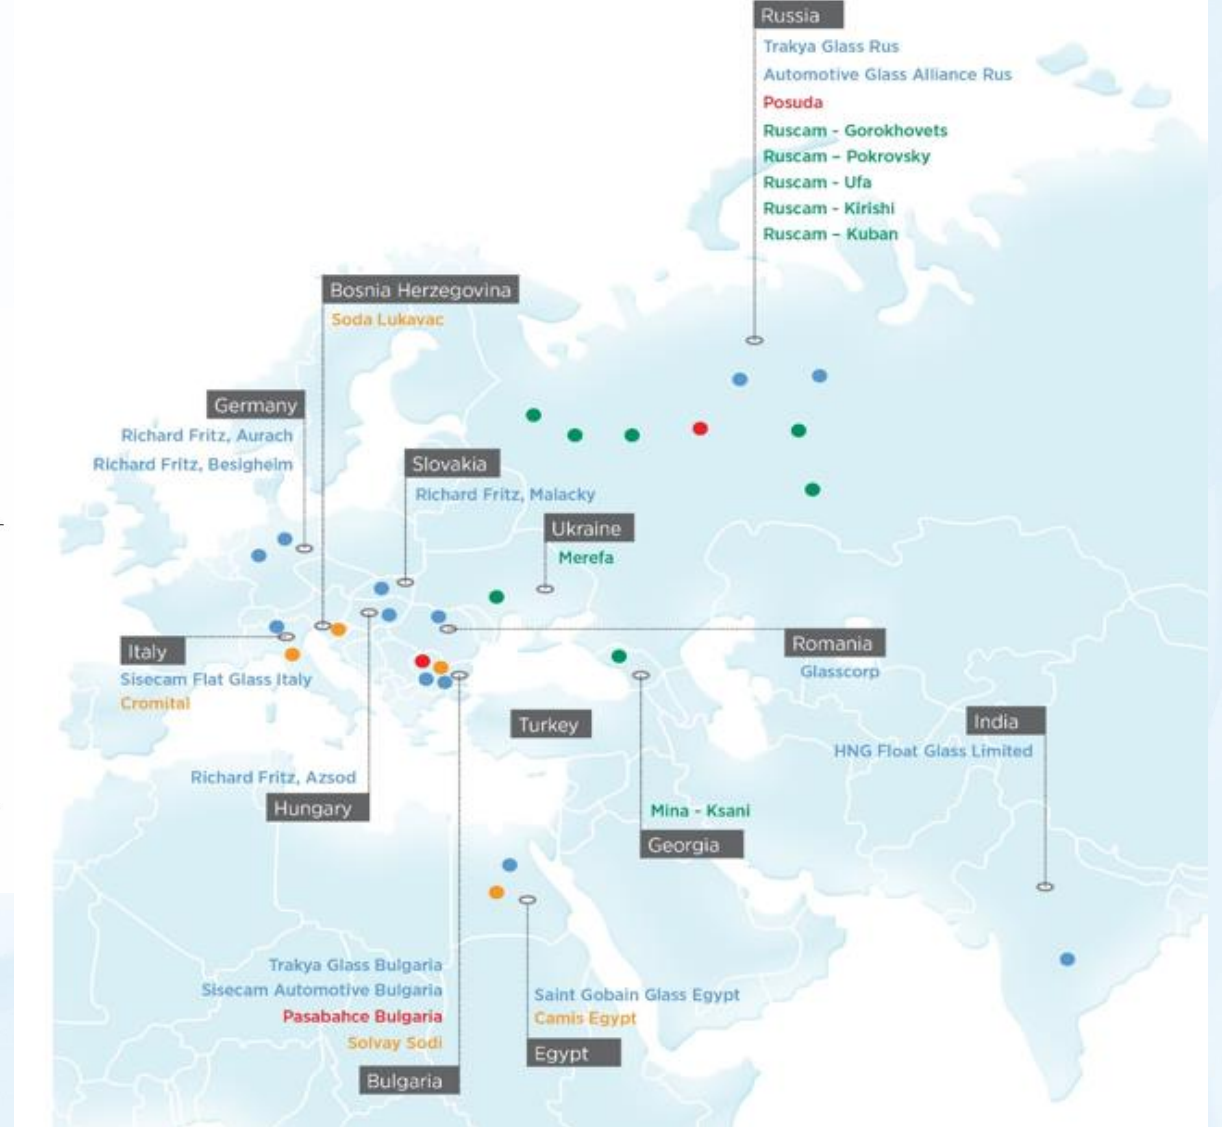 Russia
Trakya Glass Rus
Automotive Glass Alliance Rus
Posuda
Ruscam - Gorokhovets
Ruscam – Pokrovsky
Ruscam - Ufa
Ruscam - Kirishi
Ruscam – Kuban
Bosnia Herzegovina
Soda Lukavac
Germany
Richard Fritz, Aurach
Richard Fritz, Besigheim
Slovakia
Richard Fritz, Malacky
Ukraine
Merefa
Italy
Sisecam Flat Glass Italy
Cromital
Romania
Glasscorp
Turkey
India
HNG Float Glass Limited
Richard Fritz, Azsod
Hungary
Mina - Ksani
Georgia
Trakya Glass Bulgaria
Sisecam Automotive Bulgaria
Pasabahce Bulgaria
Solvay Sodi
Bulgaria
Saint Gobain Glass Egypt
Camis Egypt
Egypt